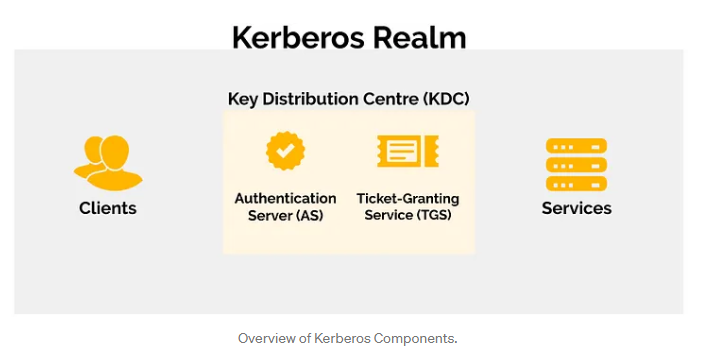 Kerberos Realm
Key Distribution Centre (KDC)
Clients
Authentication
Server (AS)
Ticket-Granting
Service (TGS)
Services
Overview of Kerberos Components.